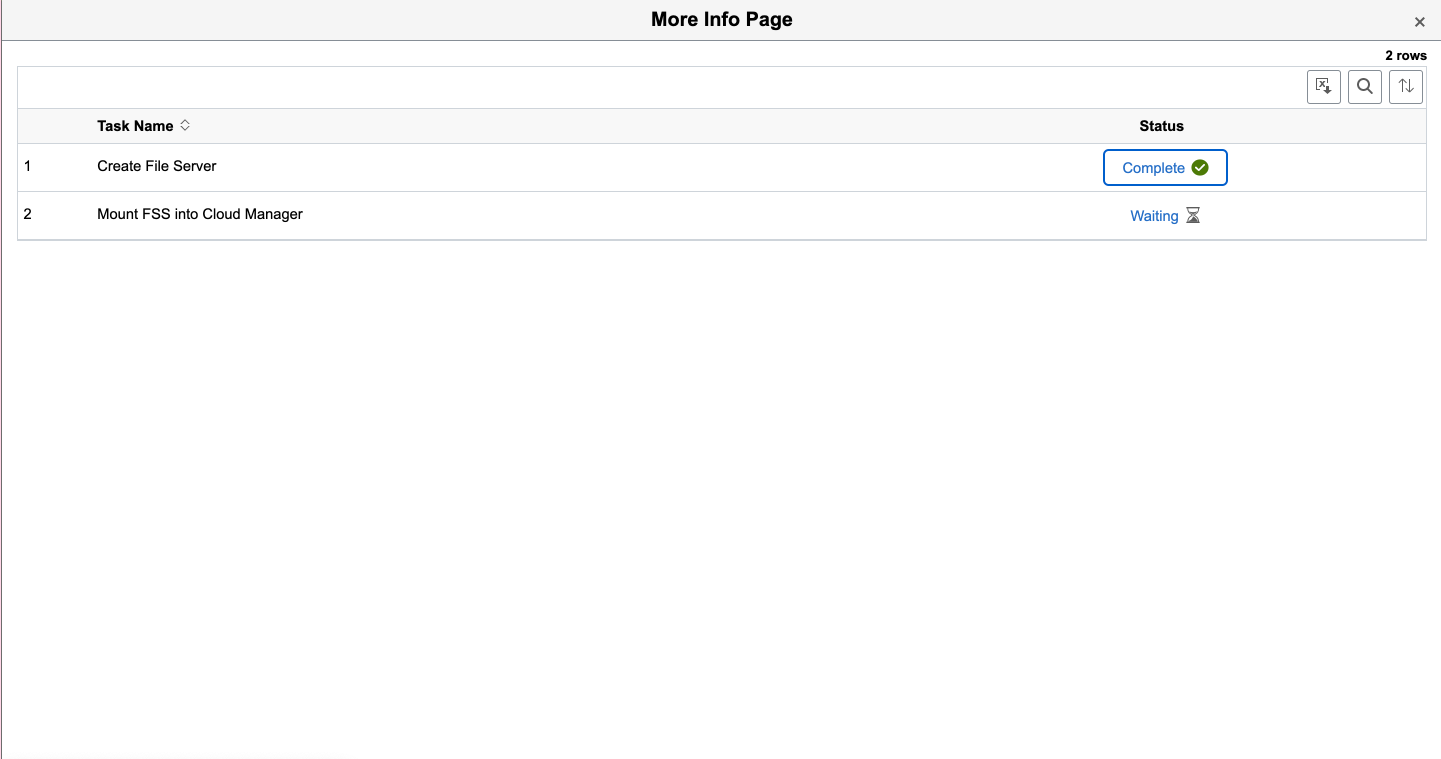 More Info Page
2 rows
Task Name Status
1 Create File Server Complete
2 Mount FSS into Cloud Manager Waiting